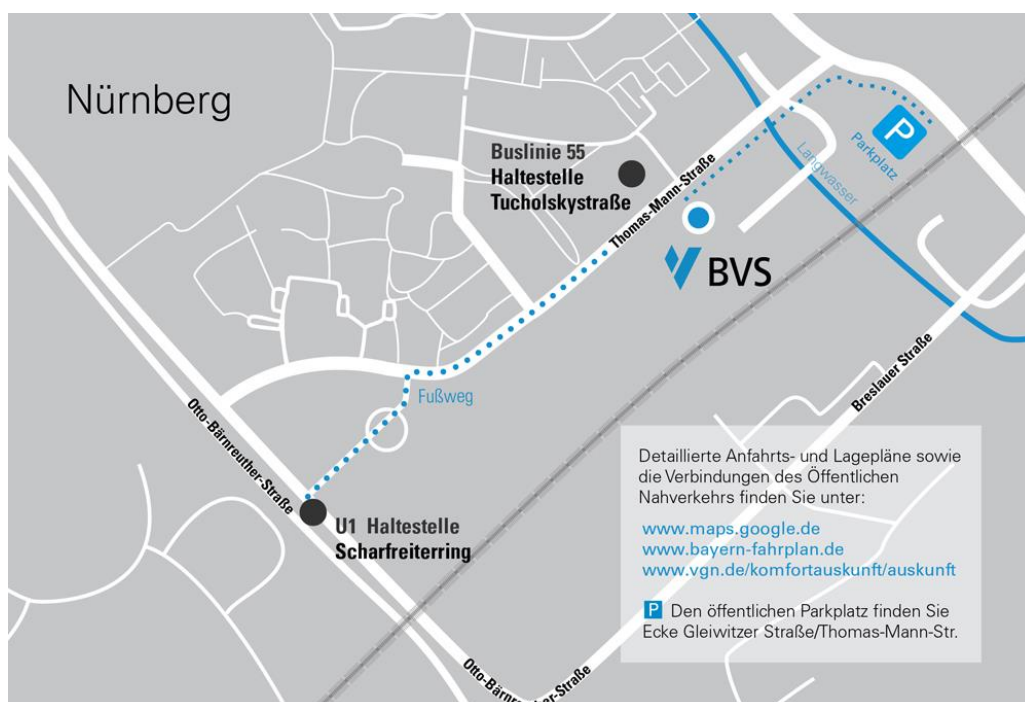 Nürnberg
Buslinie 55
Haltestelle
Tucholskystraße
Thomas-Mann-Straße
Langwasser
P
Parkplatz
BVS
Fußweg
Otto-Bärnreuther-Straße
U1 Haltestelle
Scharfreiterring
Breslauer Straße
Otto-Bärnreuther-Straße
Detaillierte Anfahrts- und Lagepläne sowie
die Verbindungen des Öffentlichen
Nahverkehrs finden Sie unter:
www.maps.google.de
www.bayern-fahrplan.de
www.vgn.de/komfortauskunft/auskunft
P Den öffentlichen Parkplatz finden Sie
Ecke Gleiwitzer Straße/Thomas-Mann-Str.